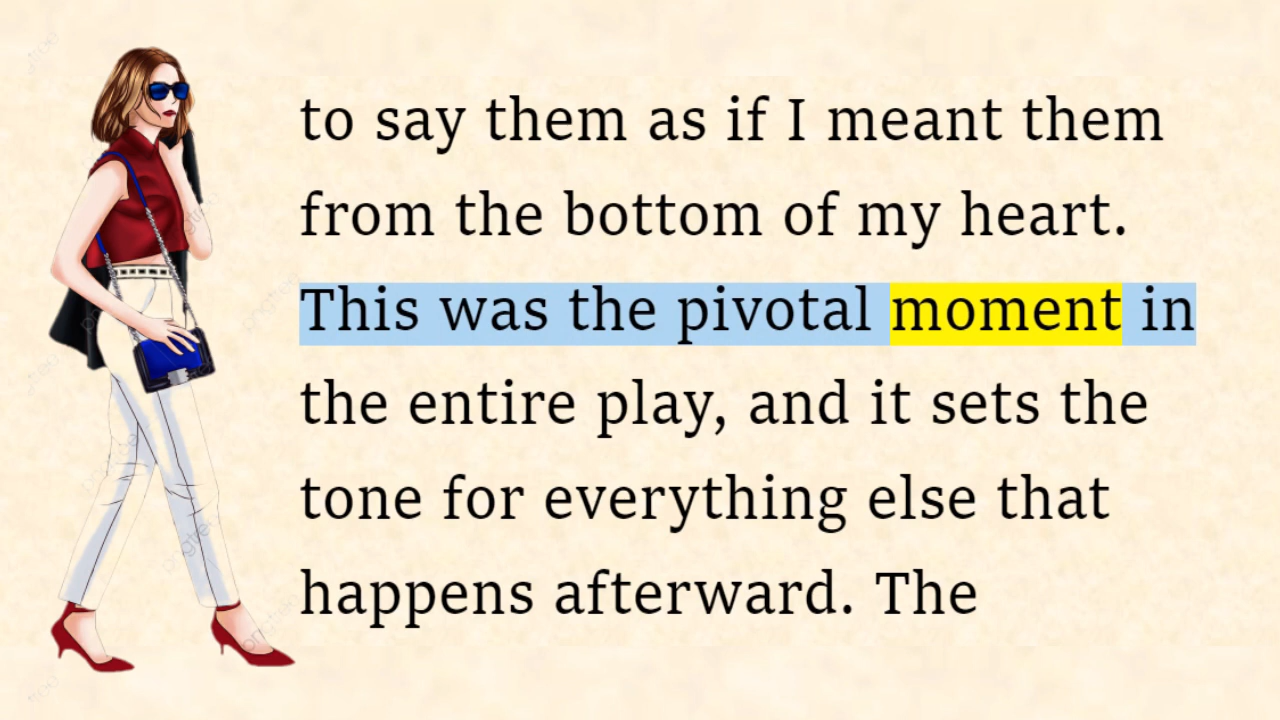 to say them as if I meant them
from the bottom of my heart.
This was the pivotal moment in
the entire play, and it sets the
tone for everything else that
happens afterward. The